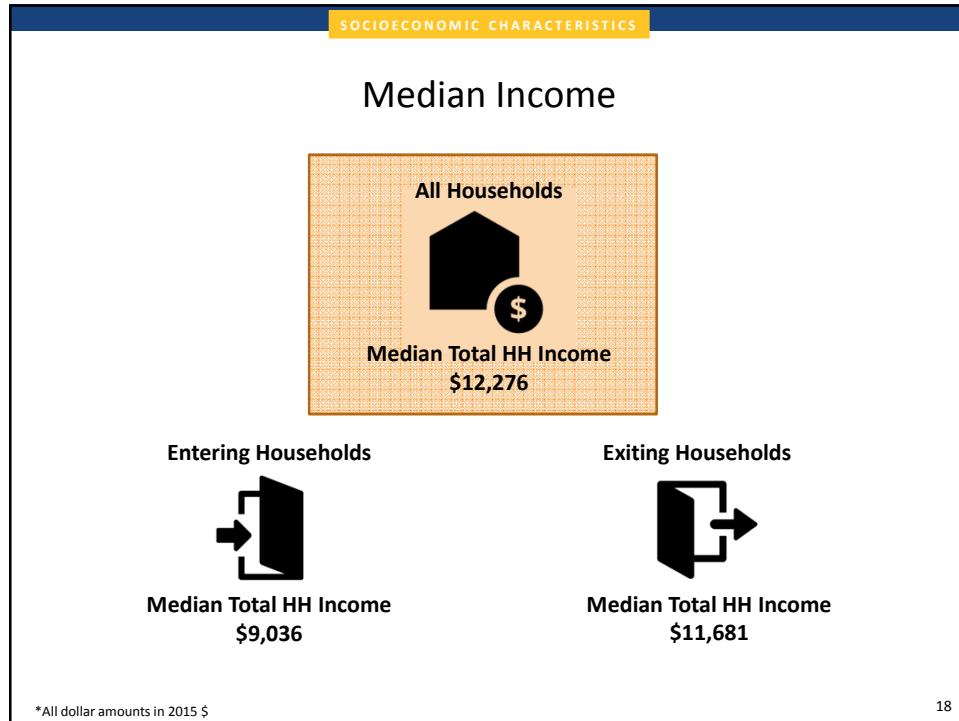 SOCIOECONOMIC CHARACTERISTICS
Median Income
All Households
$
Median Total HH Income
$12,276
Entering Households
Median Total HH Income
$9,036
Exiting Households
Median Total HH Income
$11,681
*All dollar amounts in 2015 $
18